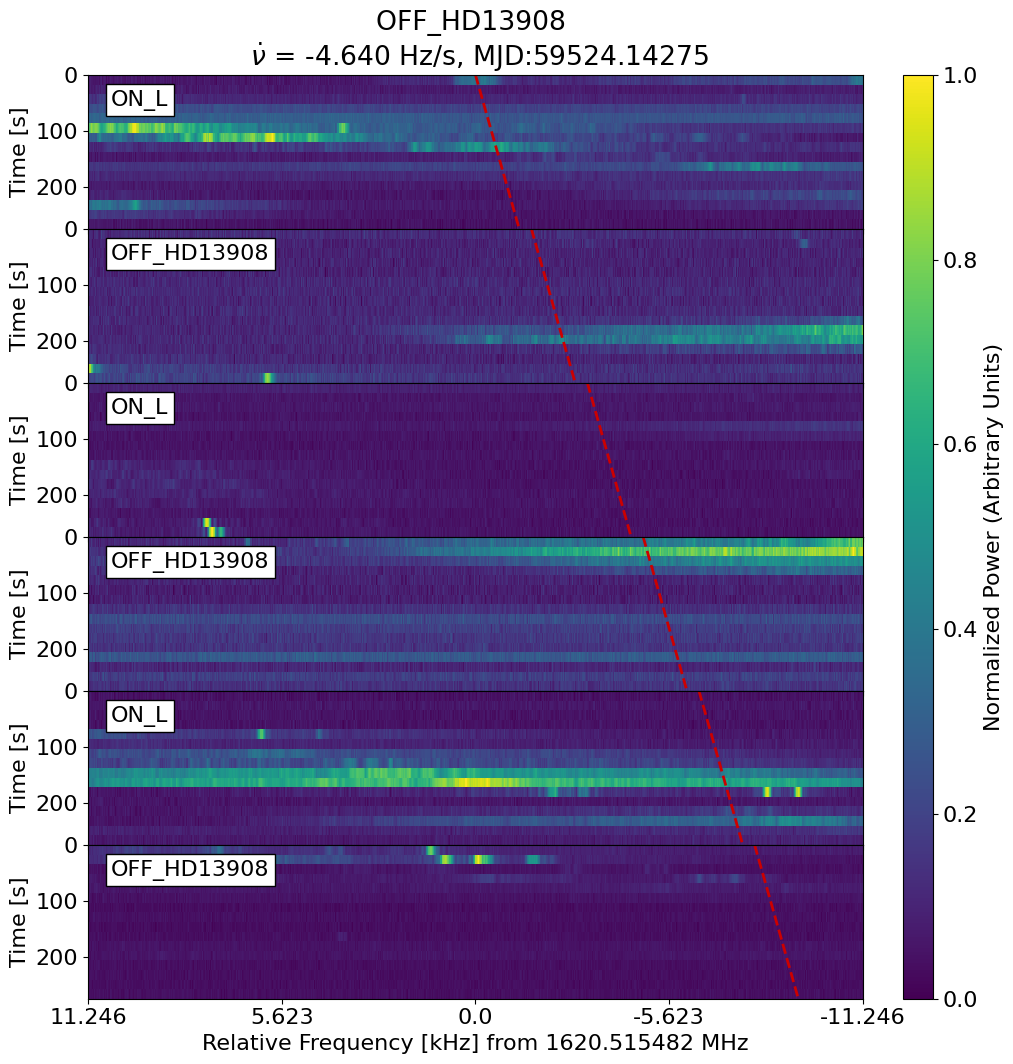 OFF_HD13908
ν̇ = -4.640 Hz/s, MJD:59524.14275
0
ON_L
100
Time [s]
200
0
OFF_HD13908
100
Time [s]
200
0
ON_L
100
Time [s]
200
0
OFF_HD13908
100
Time [s]
200
0
ON_L
100
Time [s]
200
0
OFF_HD13908
100
Time [s]
200
11.246 5.623 0.0 -5.623 -11.246
Relative Frequency [kHz] from 1620.515482 MHz
1.0
0.8
0.6
0.4
0.2
0.0
Normalized Power (Arbitrary Units)